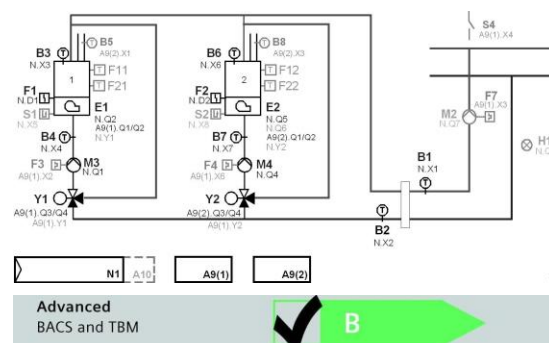 B5
A9(2).X1
B3
N.X3
1
F11
F21
F1
N.D1
S1
N.X5
E1
N.Q2
A9(1).Q1/Q2
N.Y1
B4
N.X4
F3
A9(1).X2
M3
N.Q1
Y1
A9(1).Q3/Q4
A9(1).Y1
B8
A9(2).X3
B6
N.X6
2
F12
F22
F2
N.D2
S2
N.X8
E2
N.Q5
N.Q6
A9(2).Q1/Q2
N.Y2
B7
N.X7
F4
A9(1).X6
M4
N.Q4
Y2
A9(2).Q3/Q4
A9(1).Y2
S4
A9(1).X4
F7
A9(1).X3
M2
N.Q7
B1
N.X1
B2
N.X2
N1
A10
A9(1)
A9(2)
Advanced
BACS and TBM
B